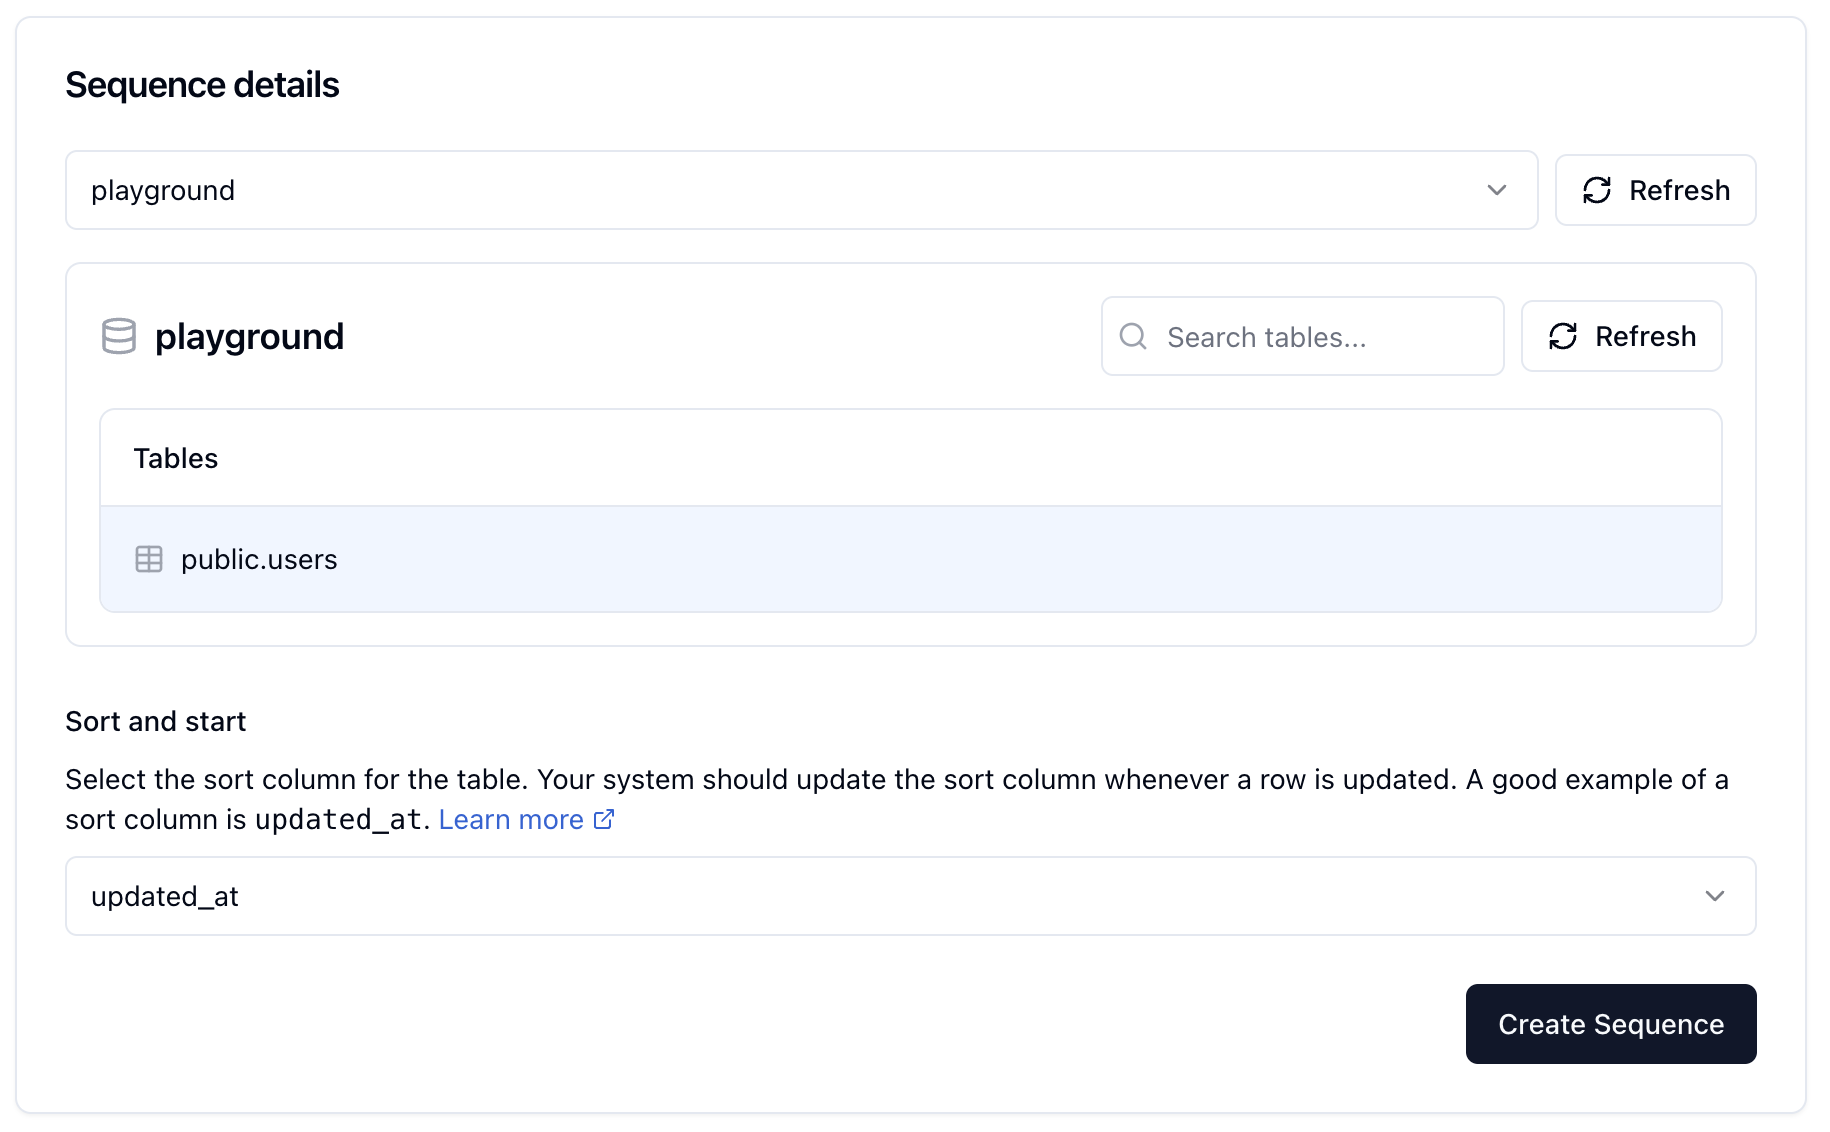 Sequence details
playground
Refresh
playground
Search tables...
Refresh
Tables
public.users
Sort and start
Select the sort column for the table. Your system should update the sort column whenever a row is updated. A good example of a
sort column is updated_at. Learn more
updated_at
Create Sequence